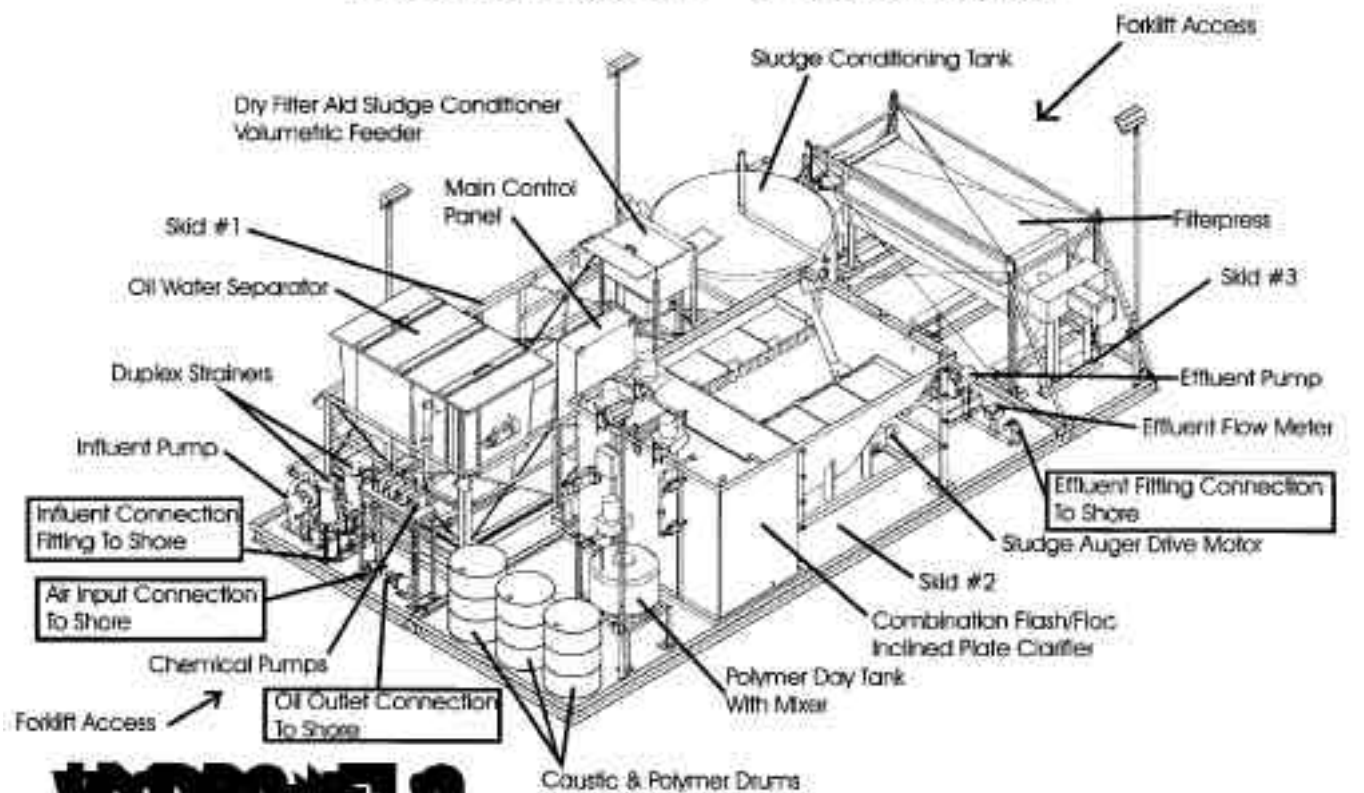 Forklift Access
Sludge Conditioning Tank
Dry Filter Aid Sludge Conditioner
Volumetric Feeder
Main Control
Panel
Skid #1
Filterpress
Oil Water Separator
Skid #3
Duplex Strainers
Effluent Pump
Effluent Flow Meter
Influent Pump
Effluent Fitting Connection
To Shore
Influent Connection
Fitting To Shore
Sludge Auger Drive Motor
Skid #2
Air Input Connection
To Shore
Combination Flash/Floc
Inclined Plate Clarifier
Chemical Pumps
Polymer Day Tank
With Mixer
Oil Outlet Connection
To Shore
Forklift Access
Caustic & Polymer Drums